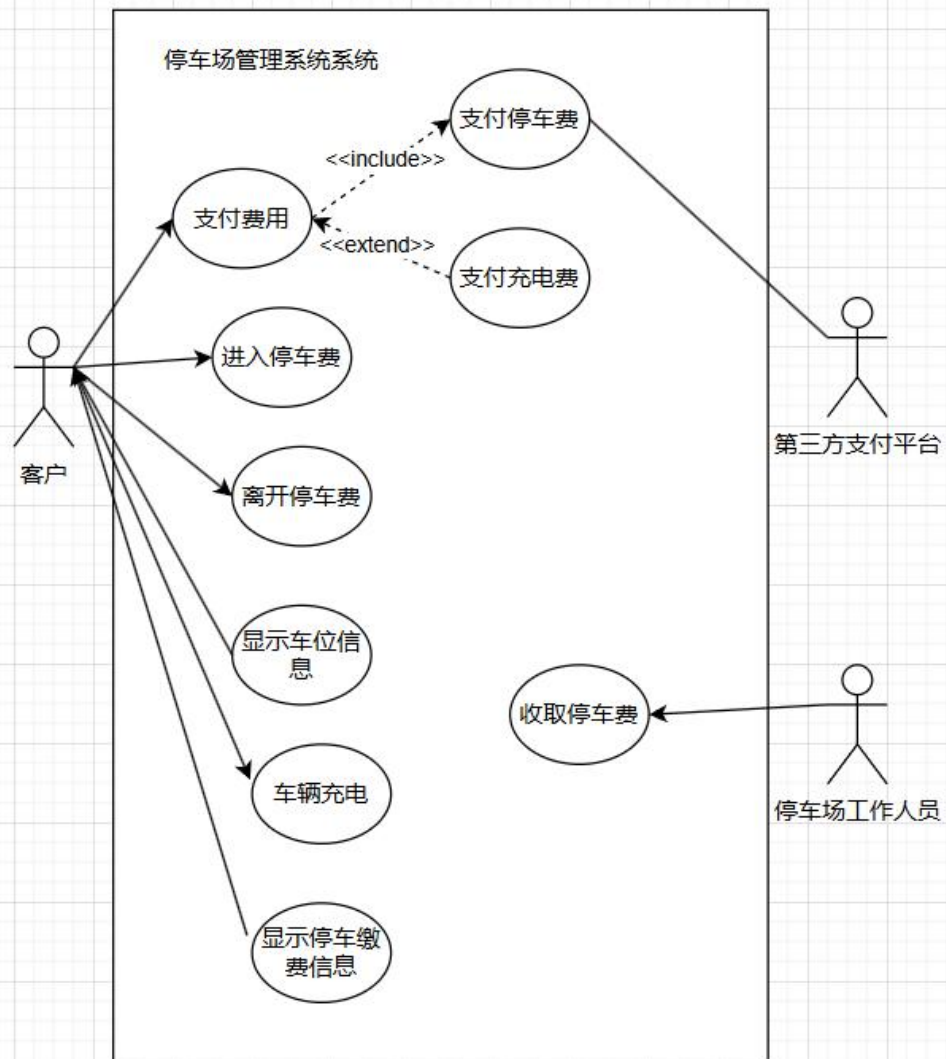 停车场管理系统系统
支付停车费
<<include>>
支付费用
<<extend>>
支付充电费
进入停车费
客户
第三方支付平台
离开停车费
显示车位信
息
收取停车费
车辆充电
停车场工作人员
显示停车缴
费信息